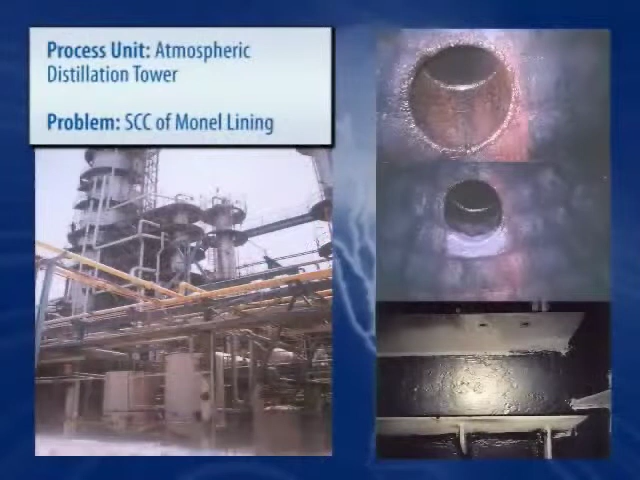 Process Unit: Atmospheric
Distillation Tower
Problem: SCC of Monel Lining